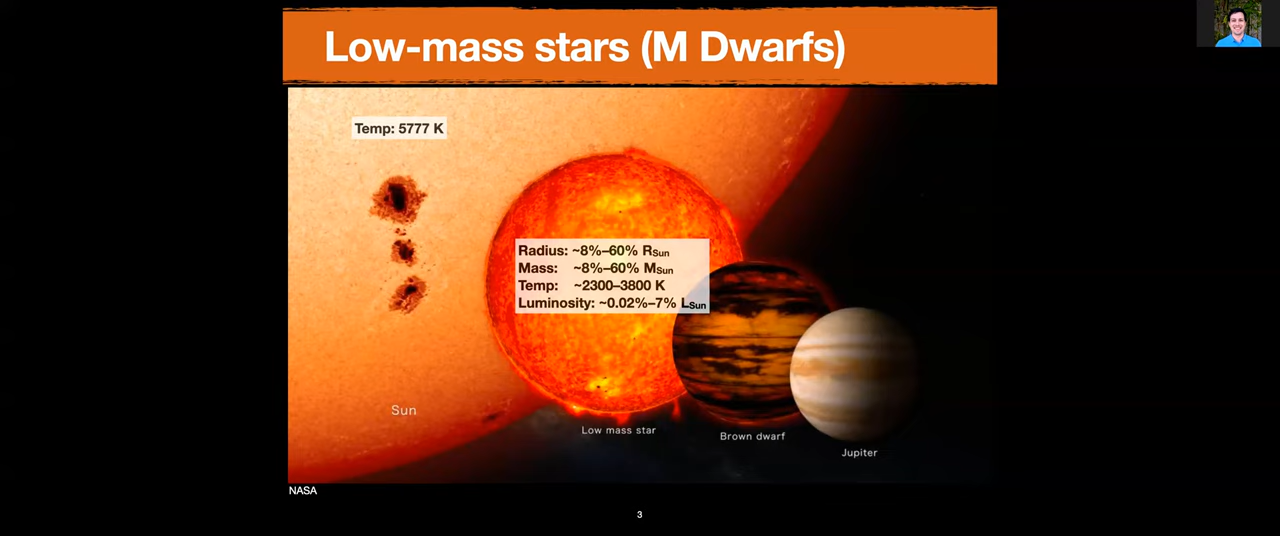 Low-mass stars (M Dwarfs)
Temp: 5777 K
Radius: ~8%–60% RSun
Mass: ~8%–60% MSun
Temp: ~2300–3800 K
Luminosity: ~0.02%–7% LSun
Sun
Low mass star
Brown dwarf
Jupiter
NASA
3